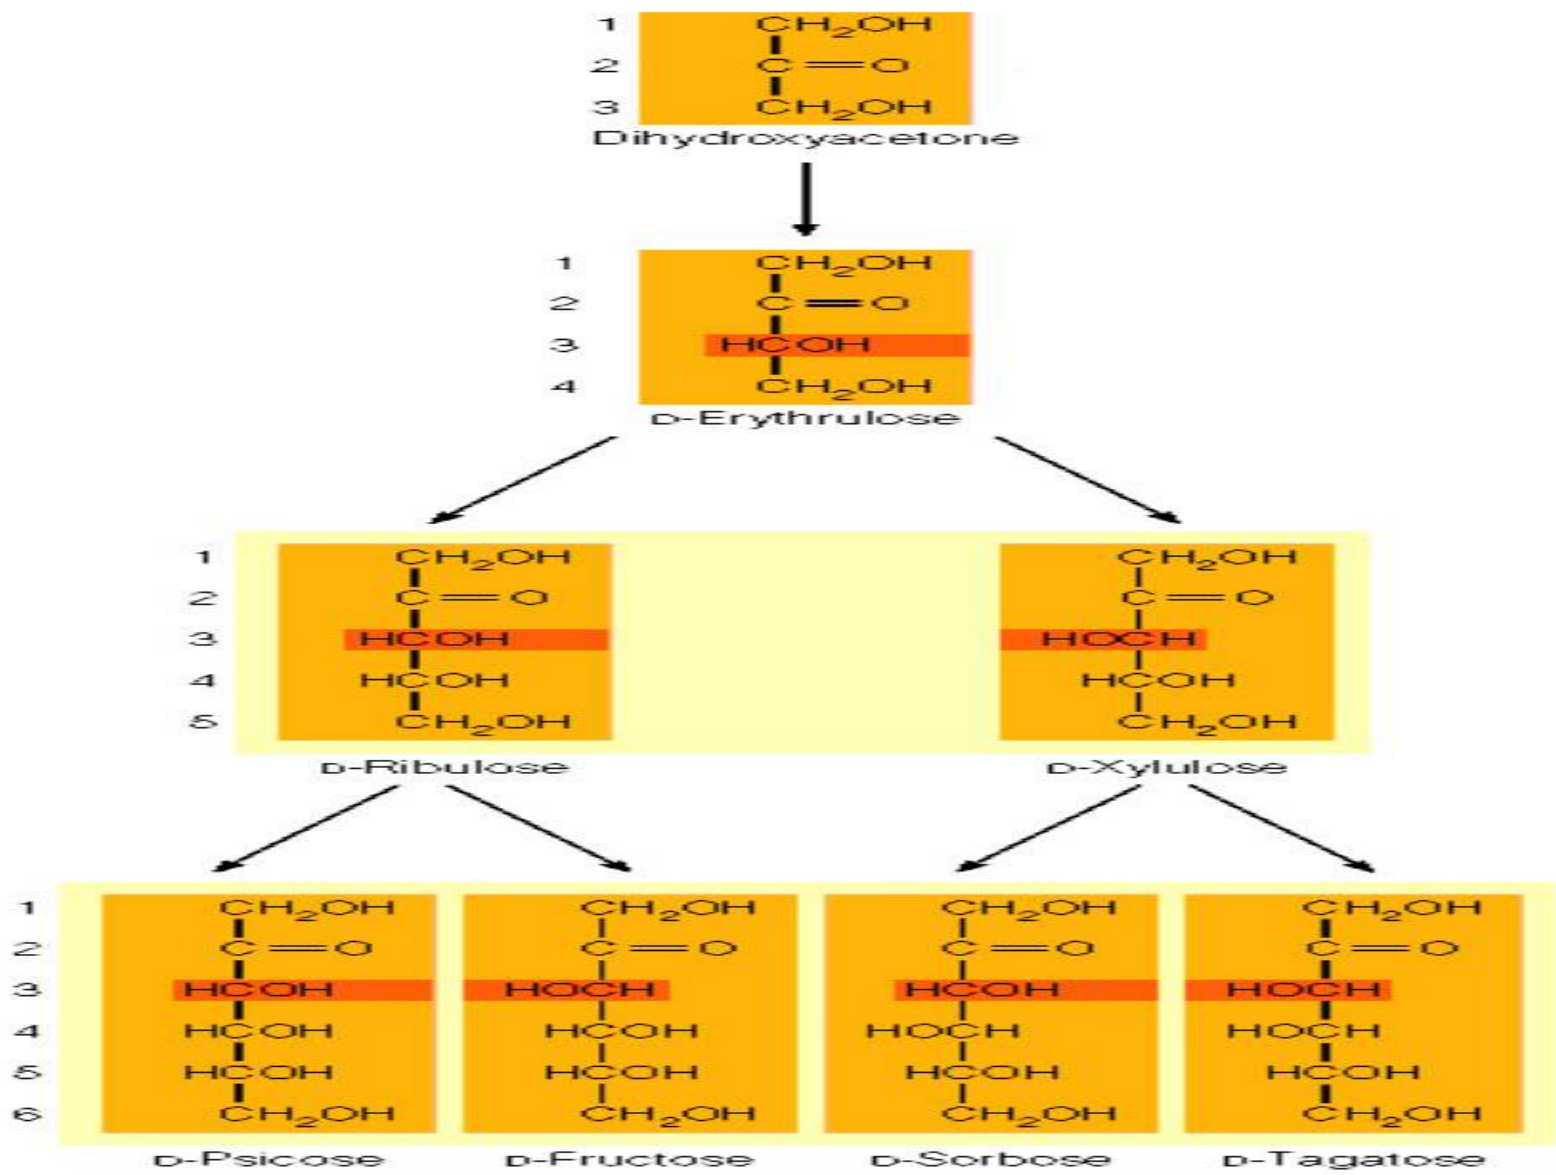 1 CH₂OH
2 C=O
3 CH₂OH
Dihydroxyacetone
1 CH₂OH
2 C=O
3 HCOH
4 CH₂OH
D-Erythrulose
1 CH₂OH CH₂OH
2 C=O C=O
3 HCOH HOCH
4 HCOH HCOH
5 CH₂OH CH₂OH
D-Ribulose D-Xylulose
1 CH₂OH CH₂OH CH₂OH CH₂OH
2 C=O C=O C=O C=O
3 HCOH HOCH HCOH HOCH
4 HCOH HCOH HOCH HOCH
5 HCOH HCOH HCOH HCOH
6 CH₂OH CH₂OH CH₂OH CH₂OH
D-Psicose D-Fructose D-Sorbose D-Tagatose